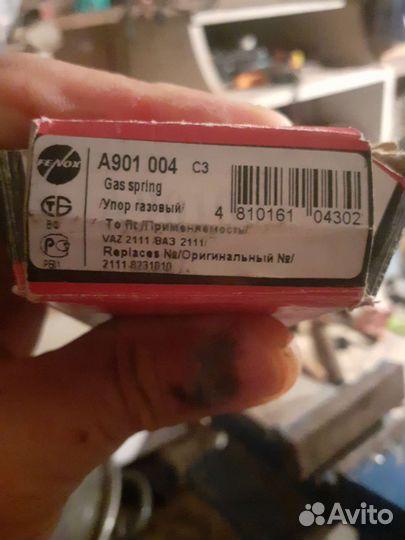 FENOX
A901 004 C3
Gas spring
/Упор газовый/
To fit/Применяемость/
VAZ 2111/ВАЗ 2111/
Replaces №/Оригинальный №/
2111-8231010
4 810161 04302
Avito